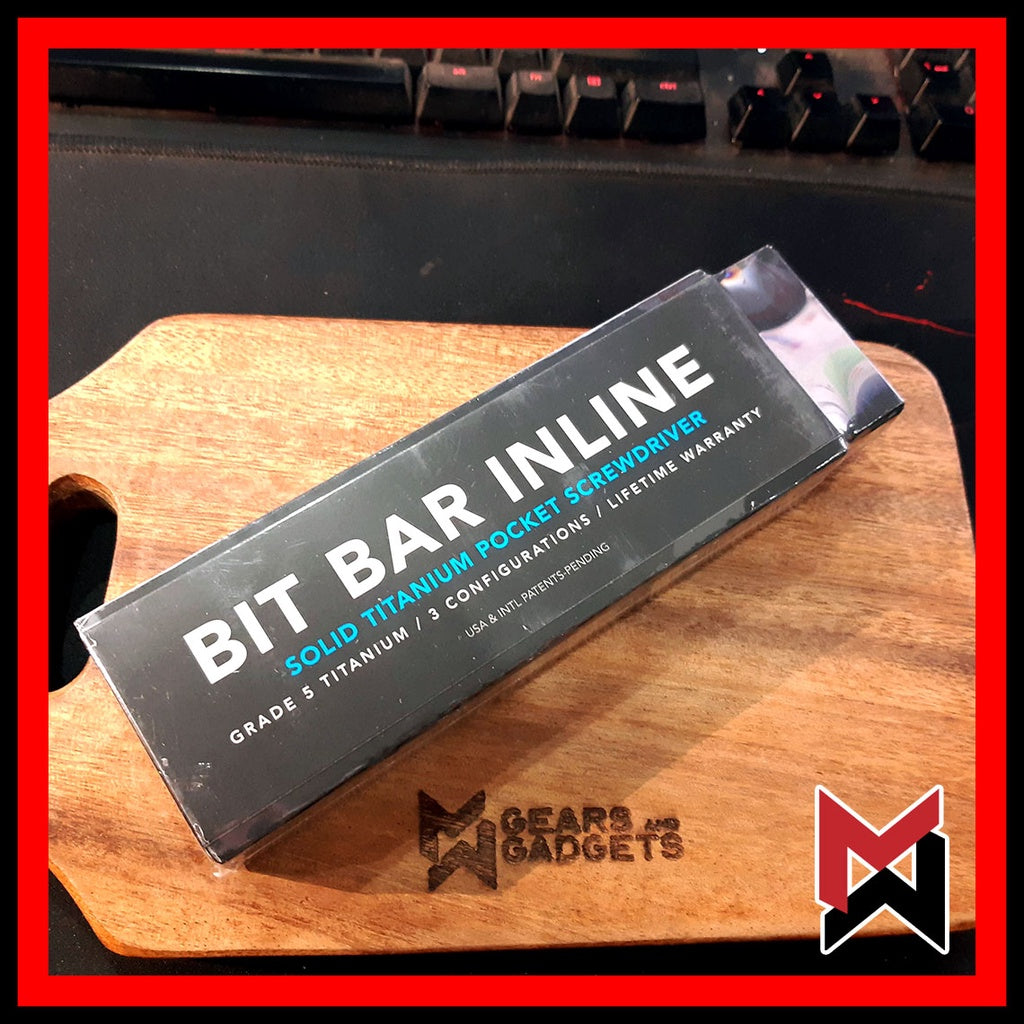 BIT BAR INLINE
SOLID TITANIUM POCKET SCREWDRIVER
GRADE 5 TITANIUM / 3 CONFIGURATIONS / LIFETIME WARRANTY
USA & INTL PATENTS-PENDING
GEARS AND
GADGETS